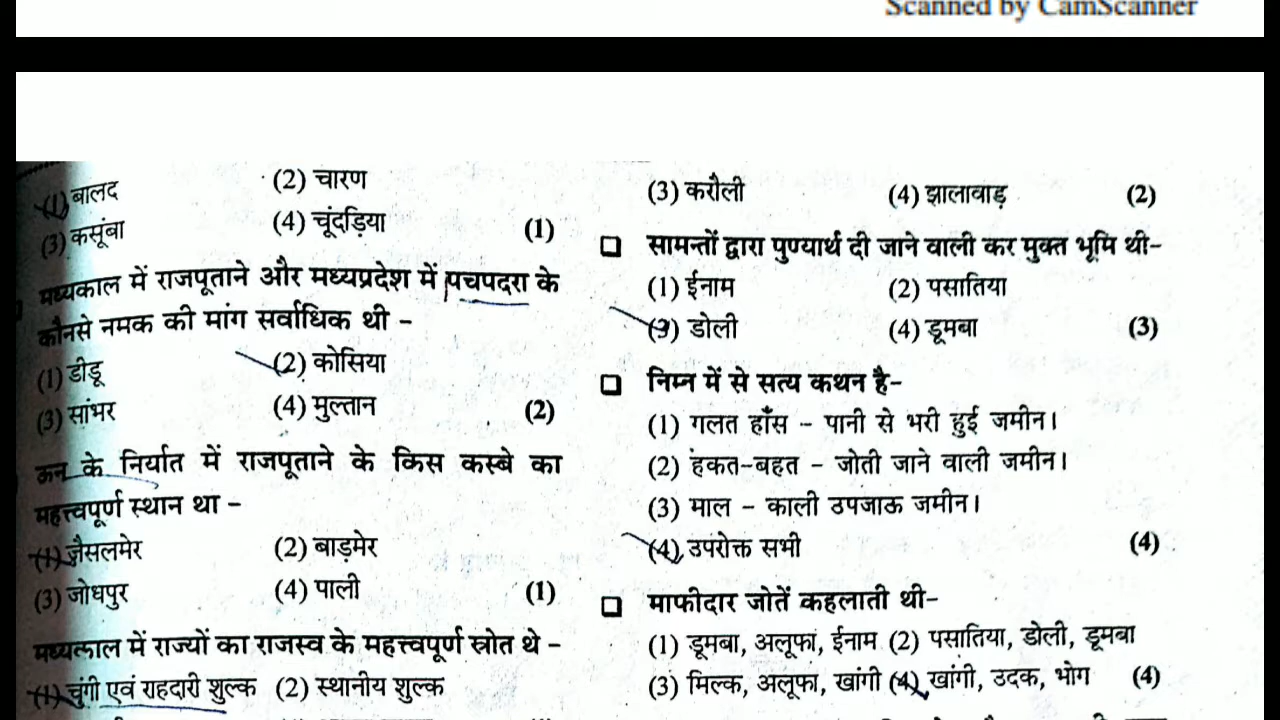 Scanned by CamScanner
(1) बालद (2) चारण
(3) कसूंबा (4) चूंदड़िया (1)
मध्यकाल में राजपूताने और मध्यप्रदेश में पचपदरा के
कौनसे नमक की मांग सर्वाधिक थी –
(1) डीडू (2) कोसिया
(3) सांभर (4) मुल्तान (2)
ऊन के निर्यात में राजपूताने के किस कस्बे का
महत्त्वपूर्ण स्थान था –
(1) जैसलमेर (2) बाड़मेर
(3) जोधपुर (4) पाली (1)
मध्यकाल में राज्यों का राजस्व के महत्त्वपूर्ण स्रोत थे –
(1) चुंगी एवं राहदारी शुल्क (2) स्थानीय शुल्क
(3) करौली (4) झालावाड़ (2)
सामन्तों द्वारा पुण्यार्थ दी जाने वाली कर मुक्त भूमि थी–
(1) ईनाम (2) पसातिया
(3) डोली (4) डूमबा (3)
निम्न में से सत्य कथन है–
(1) गलत हाँस – पानी से भरी हुई जमीन।
(2) हंकत–बहत – जोती जाने वाली जमीन।
(3) माल – काली उपजाऊ जमीन।
(4) उपरोक्त सभी (4)
माफीदार जोतें कहलाती थी–
(1) डूमबा, अलूफा, ईनाम (2) पसातिया, डोली, डूमबा
(3) मिल्क, अलूफा, खांगी (4) खांगी, उदक, भोग (4)